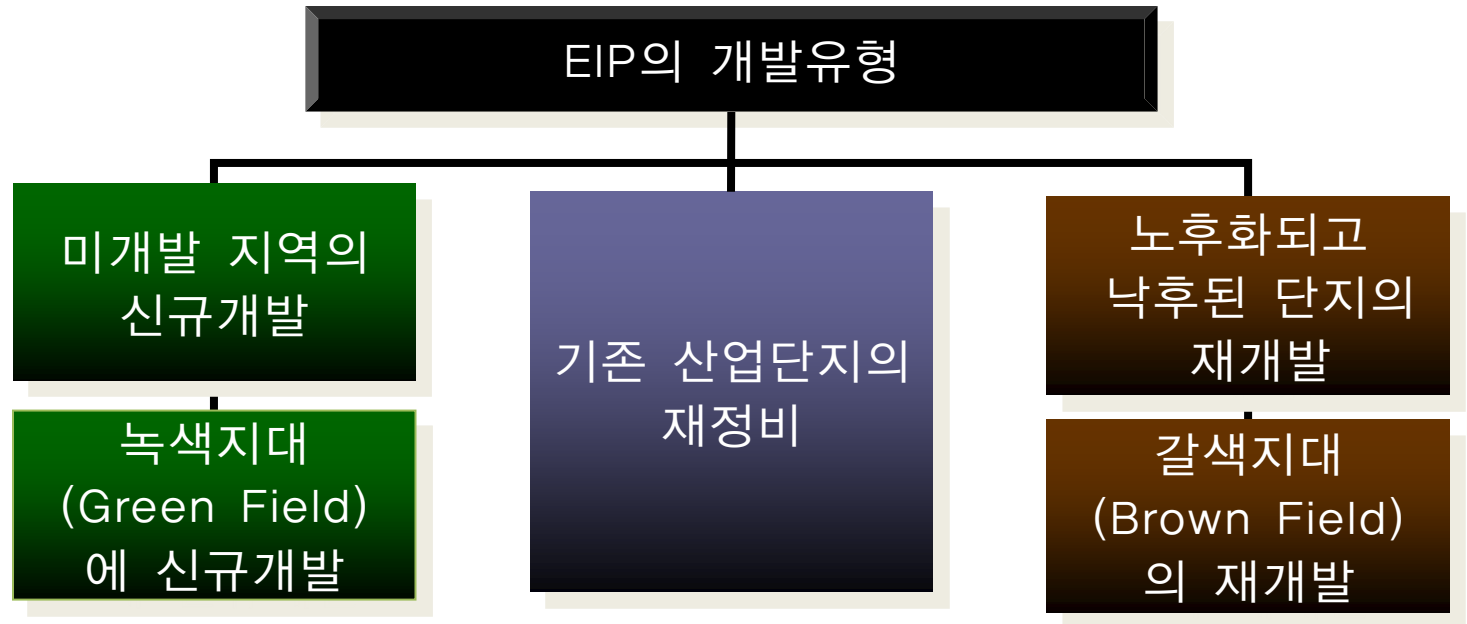 EIP의 개발유형
미개발 지역의
신규개발
녹색지대
(Green Field)
에 신규개발
기존 산업단지의
재정비
노후화되고
낙후된 단지의
재개발
갈색지대
(Brown Field)
의 재개발